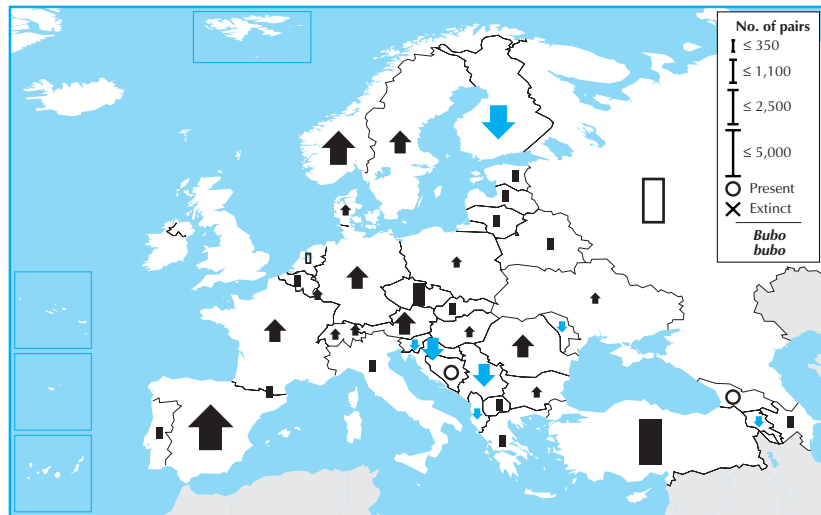 No. of pairs
≤ 350
≤ 1,100
≤ 2,500
≤ 5,000
Present
Extinct
Bubo
bubo